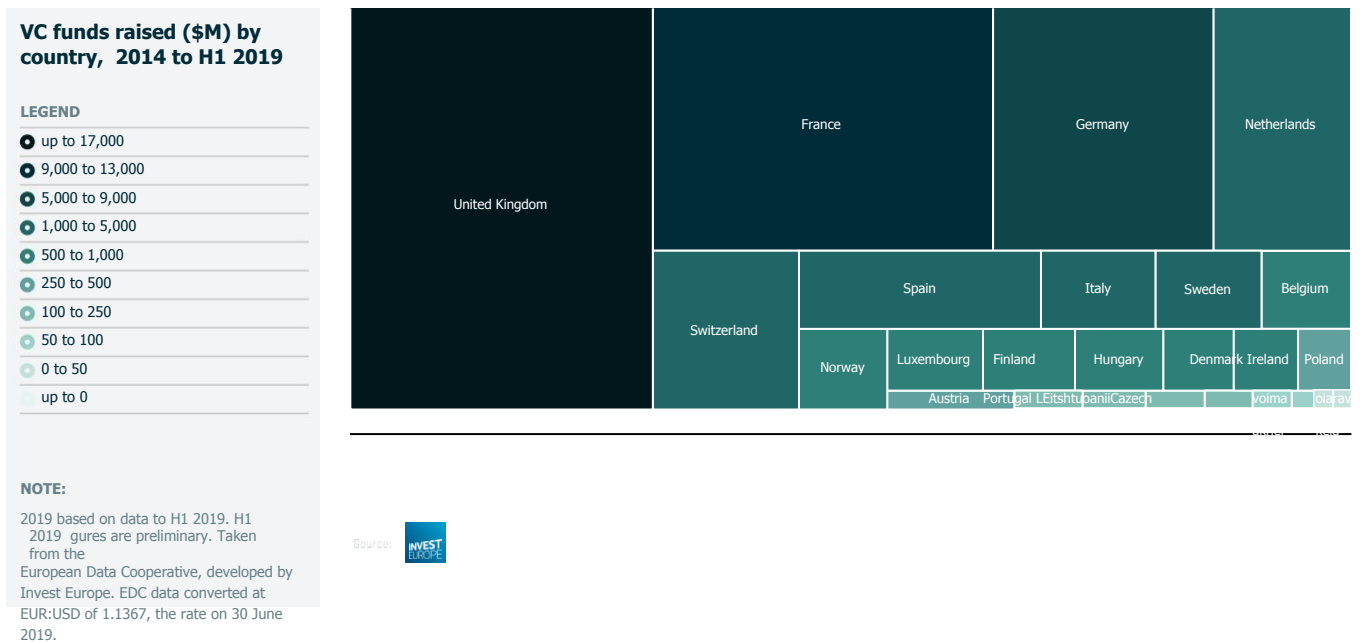 VC funds raised ($M) by
country, 2014 to H1 2019
LEGEND
up to 17,000
9,000 to 13,000
5,000 to 9,000
1,000 to 5,000
500 to 1,000
250 to 500
100 to 250
50 to 100
0 to 50
up to 0
NOTE:
2019 based on data to H1 2019. H1
2019 gures are preliminary. Taken
from the
European Data Cooperative, developed by
Invest Europe. EDC data converted at
EUR:USD of 1.1367, the rate on 30 June
2019.
United Kingdom
France
Germany
Netherlands
Switzerland
Spain
Italy
Sweden
Belgium
Norway
Luxembourg
Finland
Hungary
Denmark
Ireland
Poland
Austria
Portugal
Source:
INVEST
EUROPE